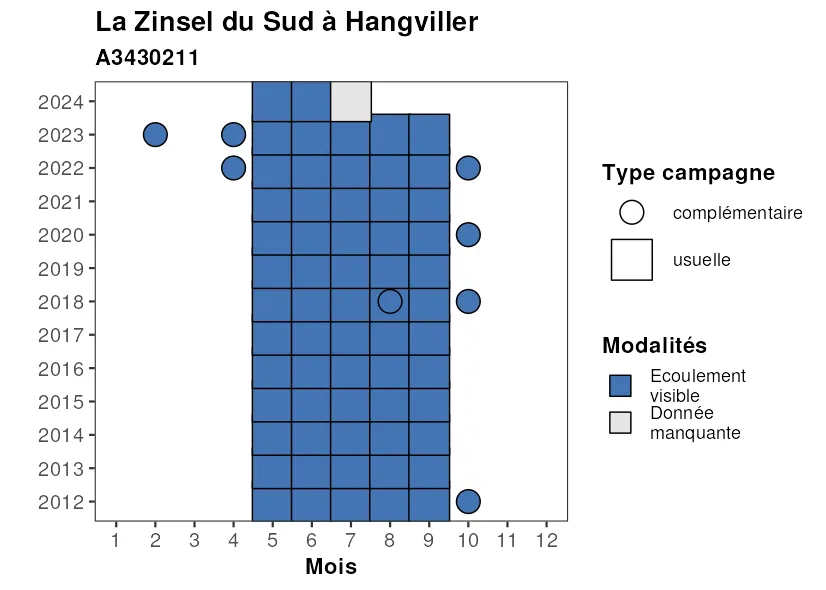 La Zinsel du Sud à Hangviller
A3430211
2024
2023
2022
2021
2020
2019
2018
2017
2016
2015
2014
2013
2012
1 2 3 4 5 6 7 8 9 10 11 12
Mois
Type campagne
complémentaire
usuelle
Modalités
Ecoulement
visible
Donnée
manquante